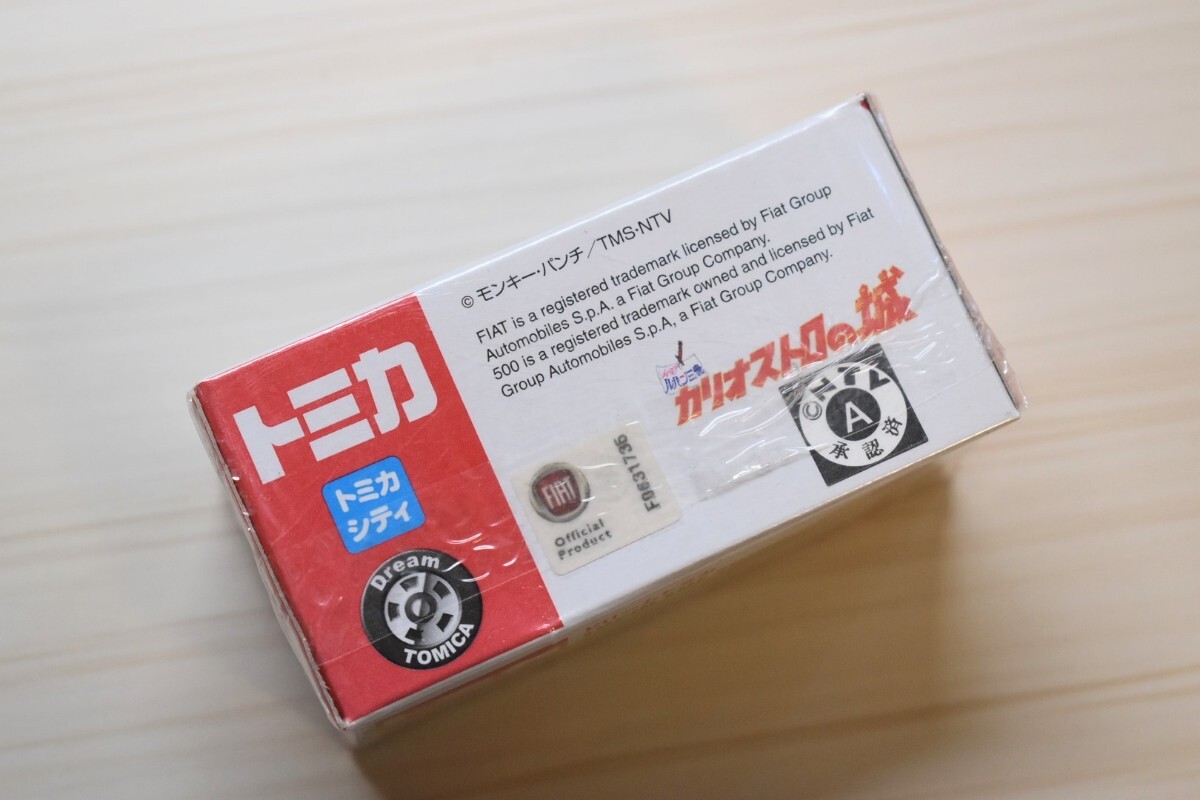 © モンキー・パンチ／TMS・NTV
FIAT is a registered trademark licensed by Fiat Group
Automobiles S.p.A. a Fiat Group Company.
500 is a registered trademark owned and licensed by Fiat
Group Automobiles S.p.A, a Fiat Group Company.
トミカ
トミカ
シティ
Dream
TOMICA
FIAT
Official
Product
F9631736
ルパン三世
カリオストロの城
A
承認済